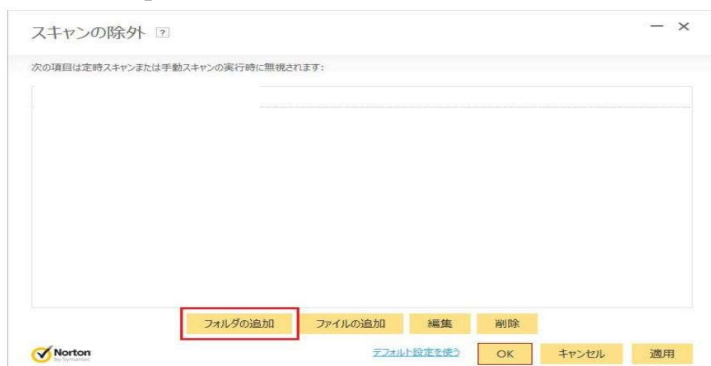 スキャンの除外 ?
次の項目は定時スキャンまたは手動スキャンの実行時に無視されます:
フォルダの追加 ファイルの追加 編集 削除
Norton
by Symantec
デフォルト設定を使う OK キャンセル 適用